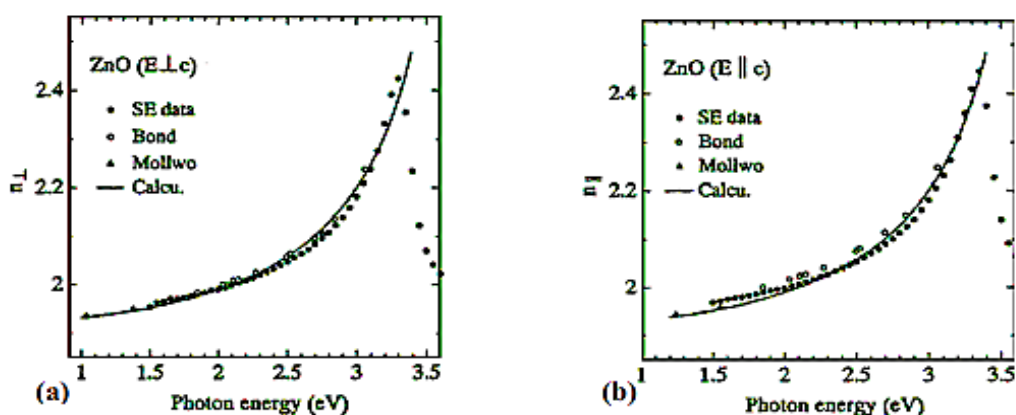 ZnO (E⊥c)
SE data
Bond
Mollwo
Calcu.
n⊥
2.4
2.2
2
1 1.5 2 2.5 3 3.5
Photon energy (eV)
(a)
ZnO (E ∥ c)
SE data
Bond
Mollwo
Calcu.
n∥
2.4
2.2
2
1 1.5 2 2.5 3 3.5
Photon energy (eV)
(b)